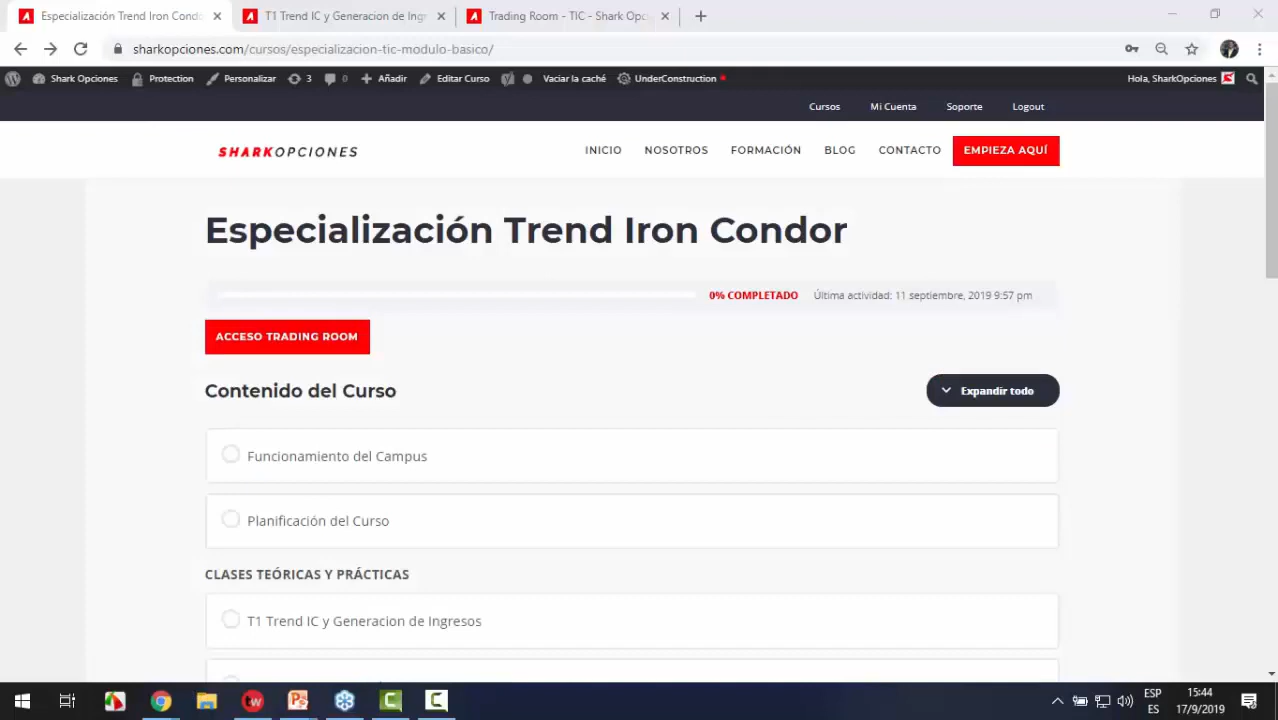 Especialización Trend Iron Cond
T1 Trend IC y Generacion de Ingr
Trading Room - TIC - Shark Opc
sharkopciones.com/cursos/especializacion-tic-modulo-basico/
Shark Opciones Protection Personalizar 3 0 Añadir Editar Curso Vaciar la caché UnderConstruction Hola, SharkOpciones
Cursos Mi Cuenta Soporte Logout
SHARKOPCIONES INICIO NOSOTROS FORMACIÓN BLOG CONTACTO EMPIEZA AQUÍ
Especialización Trend Iron Condor
0% COMPLETADO Última actividad: 11 septiembre, 2019 9:57 pm
ACCESO TRADING ROOM
Contenido del Curso Expandir todo
Funcionamiento del Campus
Planificación del Curso
CLASES TEÓRICAS Y PRÁCTICAS
T1 Trend IC y Generacion de Ingresos
tw
ESP 15:44
ES 17/9/2019